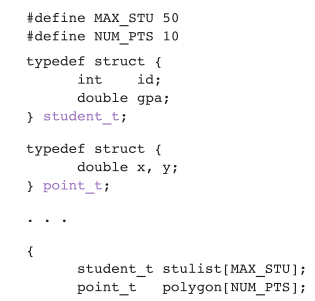 #define MAX_STU 50
#define NUM_PTS 10
typedef struct {
      int    id;
      double gpa;
} student_t;
typedef struct {
      double x, y;
} point_t;
. . .
{
      student_t stulist[MAX_STU];
      point_t   polygon[NUM_PTS];